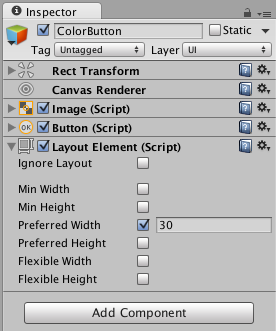 Inspector
ColorButton Static
Tag Untagged Layer UI
Rect Transform
Canvas Renderer
Image (Script)
OK Button (Script)
Layout Element (Script)
Ignore Layout
Min Width
Min Height
Preferred Width 30
Preferred Height
Flexible Width
Flexible Height
Add Component